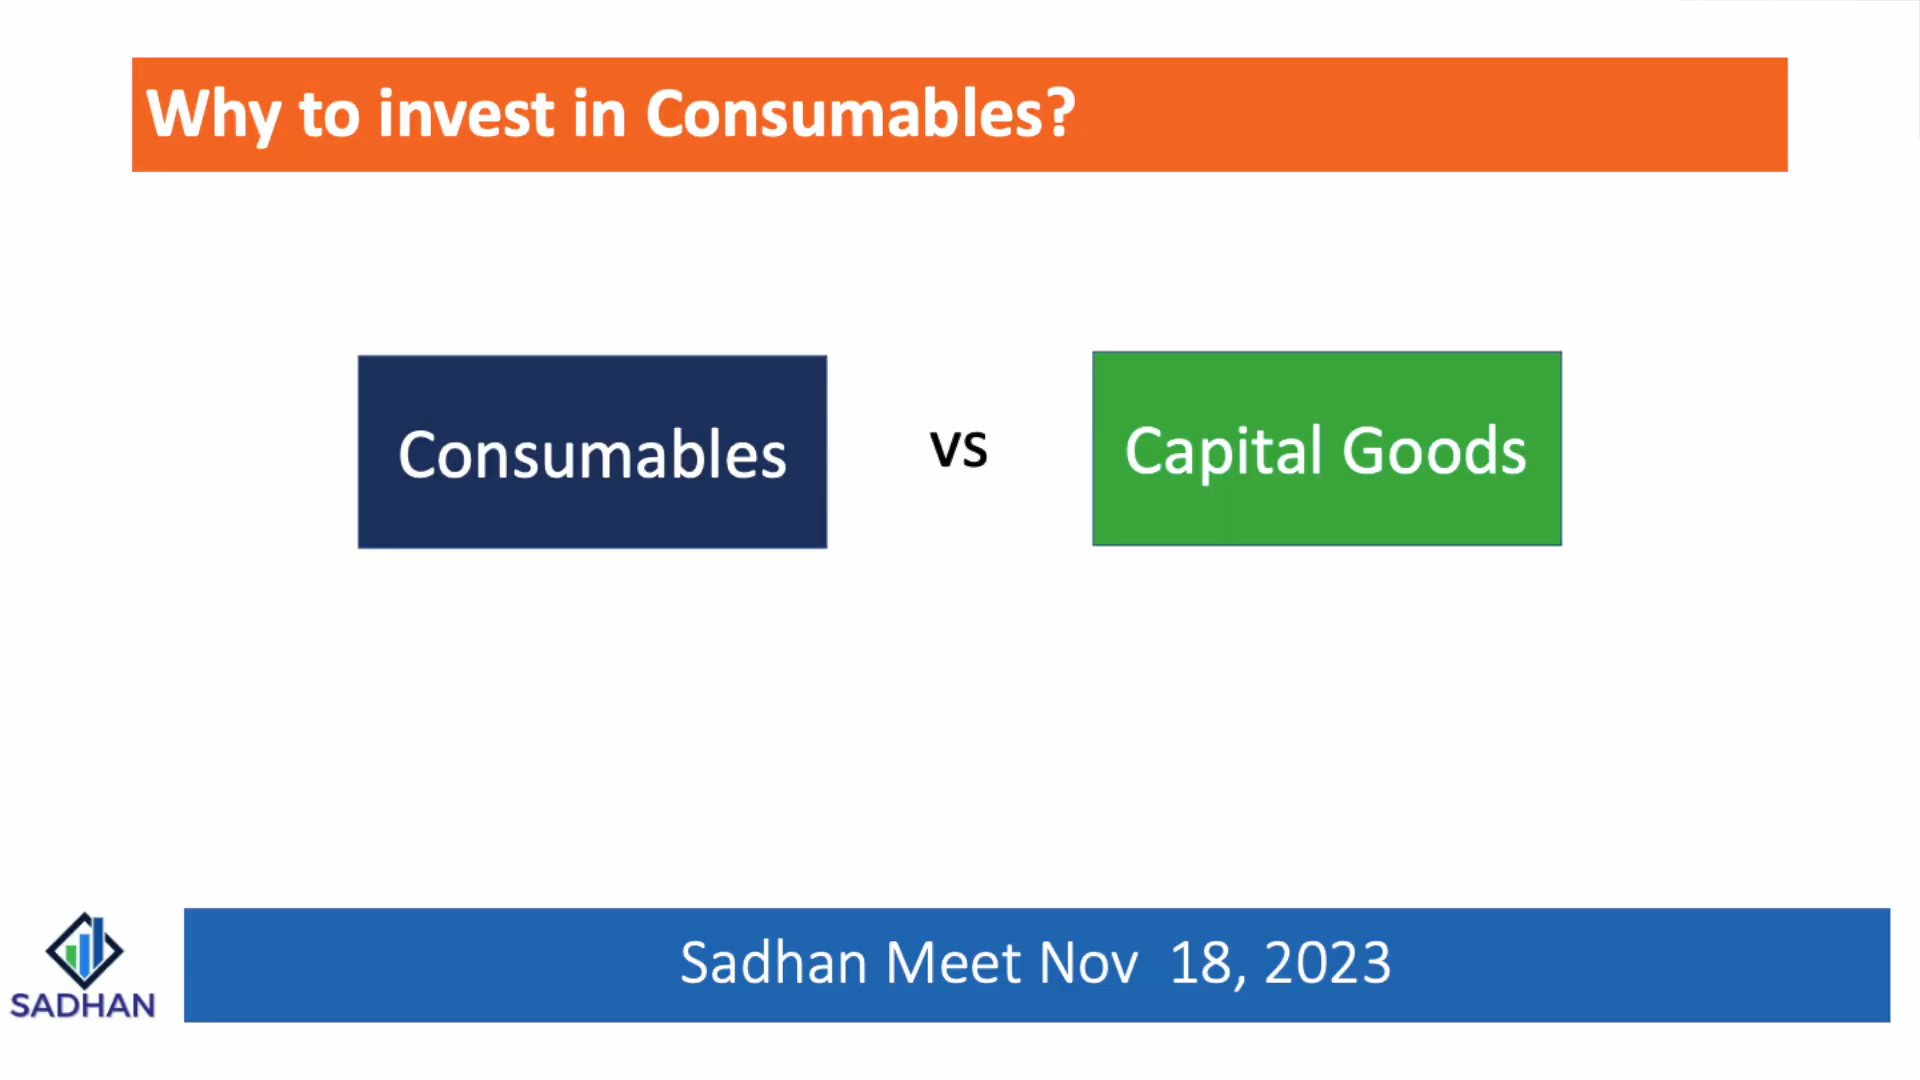 Why to invest in Consumables?
Consumables
vs
Capital Goods
SADHAN
Sadhan Meet Nov  18, 2023